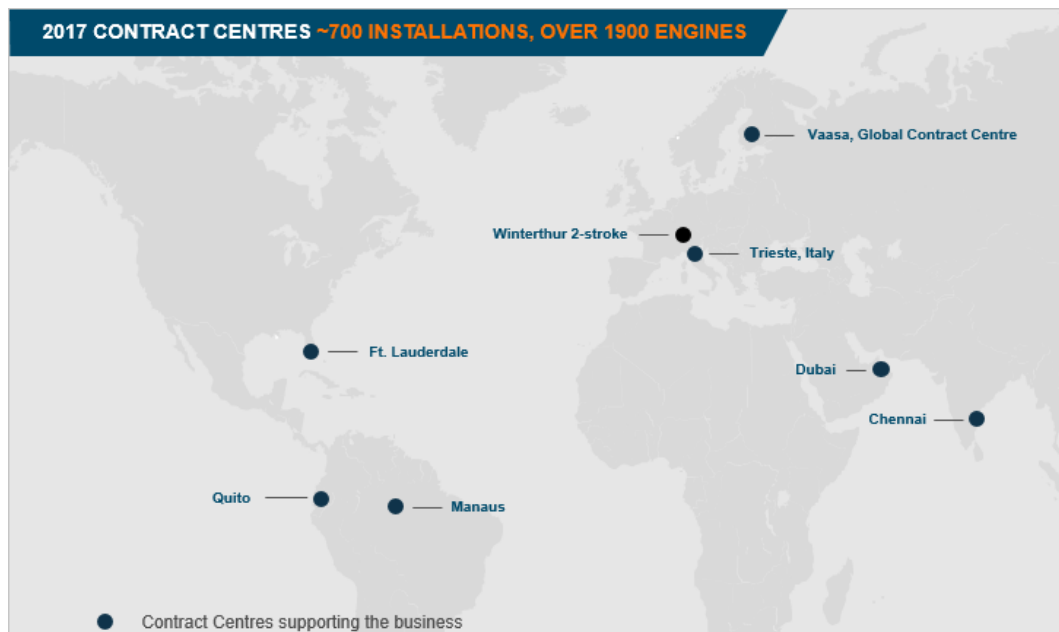 2017 CONTRACT CENTRES ~700 INSTALLATIONS, OVER 1900 ENGINES
Vaasa, Global Contract Centre
Winterthur 2-stroke
Trieste, Italy
Ft. Lauderdale
Dubai
Chennai
Quito
Manaus
Contract Centres supporting the business